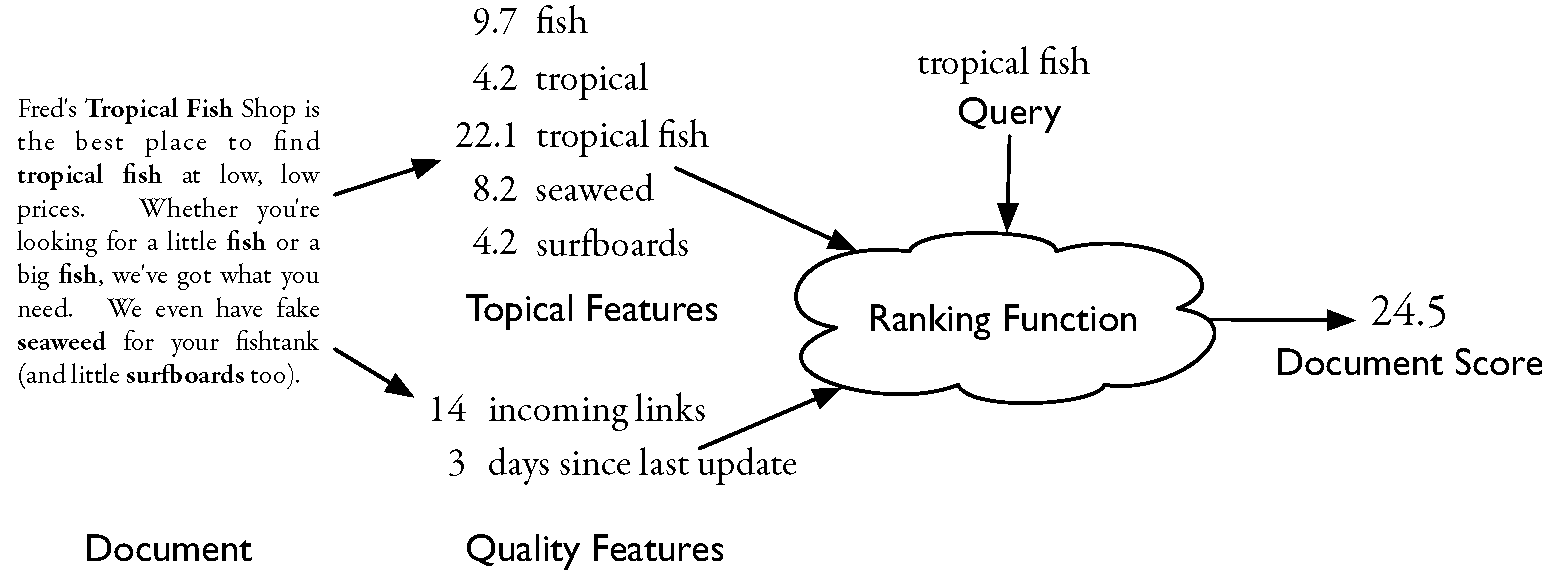 Fred's Tropical Fish Shop is
the best place to find
tropical fish at low, low
prices. Whether you're
looking for a little fish or a
big fish, we've got what you
need. We even have fake
seaweed for your fishtank
(and little surfboards too).
Document
9.7 fish
4.2 tropical
22.1 tropical fish
8.2 seaweed
4.2 surfboards
Topical Features
14 incoming links
3 days since last update
Quality Features
tropical fish
Query
Ranking Function
24.5
Document Score